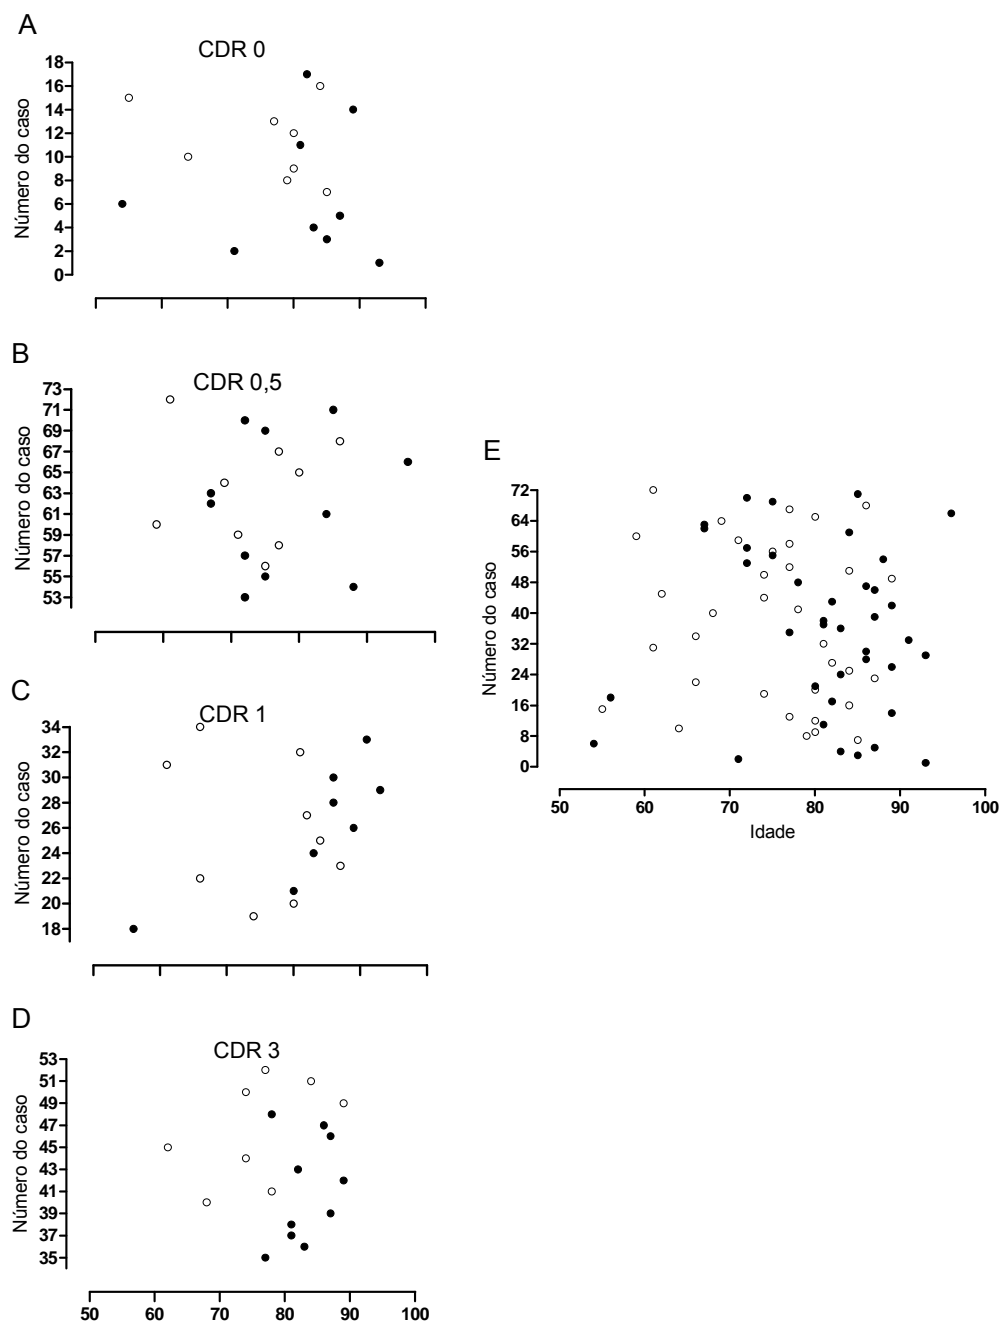 A
CDR 0
Número do caso
18
16
14
12
10
8
6
4
2
0
B
CDR 0,5
Número do caso
73
71
69
67
65
63
61
59
57
55
53
C
CDR 1
Número do caso
34
32
30
28
26
24
22
20
18
D
CDR 3
Número do caso
53
51
49
47
45
43
41
39
37
35
50 60 70 80 90 100
E
Número do caso
72
64
56
48
40
32
24
16
8
0
50 60 70 80 90 100
Idade